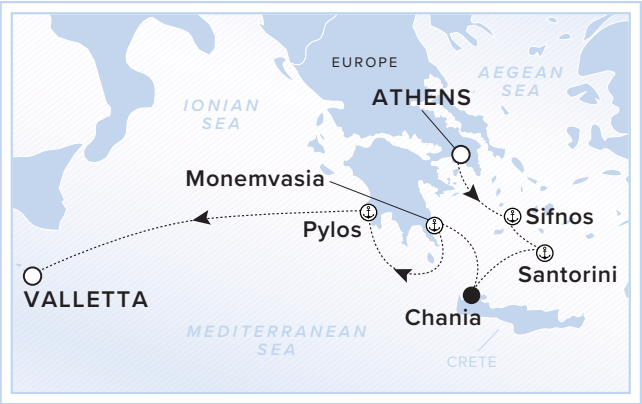 EUROPE
AEGEAN
SEA
ATHENS
IONIAN
SEA
Monemvasia
Sifnos
Pylos
Santorini
VALLETTA
Chania
MEDITERRANEAN
SEA
CRETE